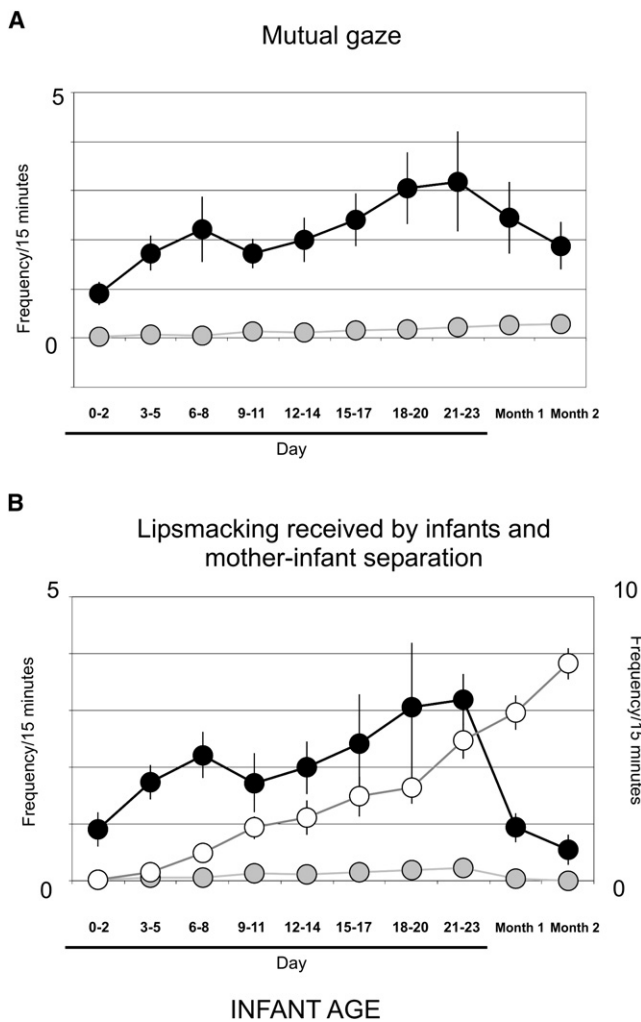 A
Mutual gaze
5
Frequency/15 minutes
0
0-2 3-5 6-8 9-11 12-14 15-17 18-20 21-23 Month 1 Month 2
Day
B
Lipsmacking received by infants and
mother-infant separation
5
10
Frequency/15 minutes
Frequency/15 minutes
0
0
0-2 3-5 6-8 9-11 12-14 15-17 18-20 21-23 Month 1 Month 2
Day
INFANT AGE